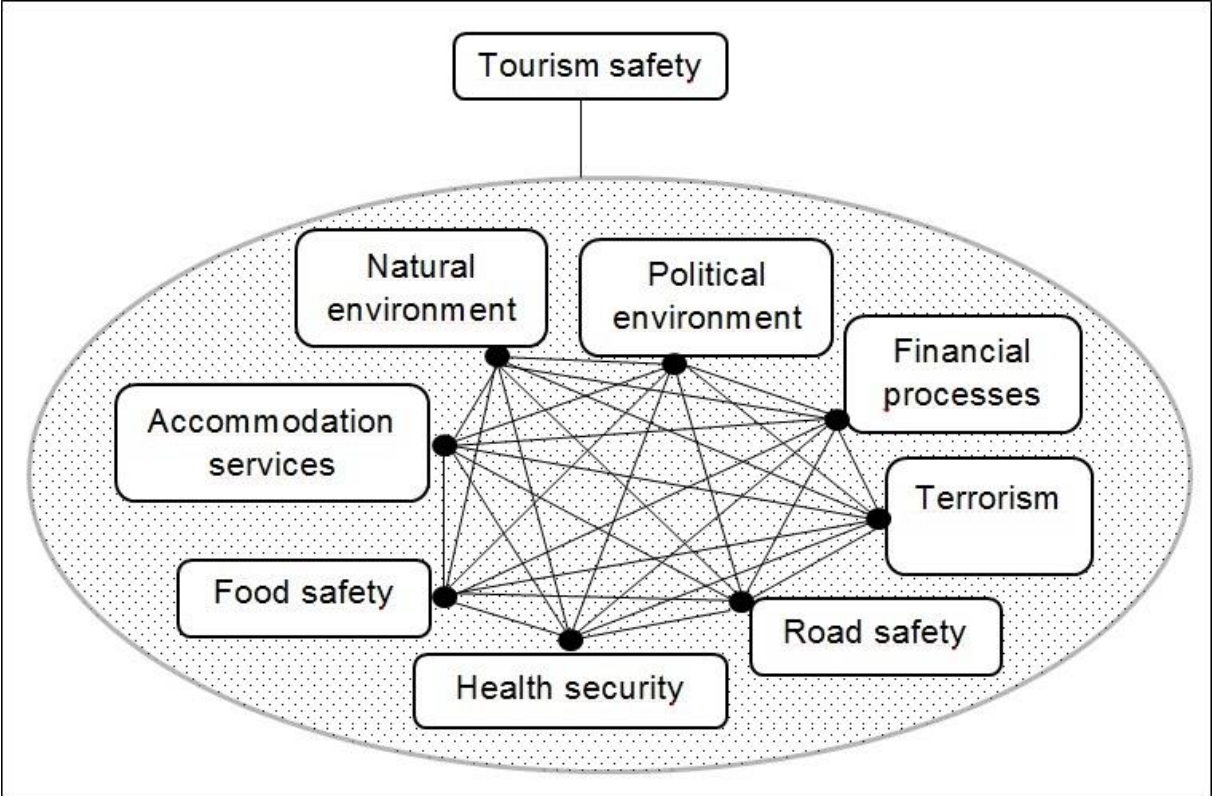 Tourism safety
Natural
environment
Political
environment
Financial
processes
Accommodation
services
Terrorism
Food safety
Road safety
Health security